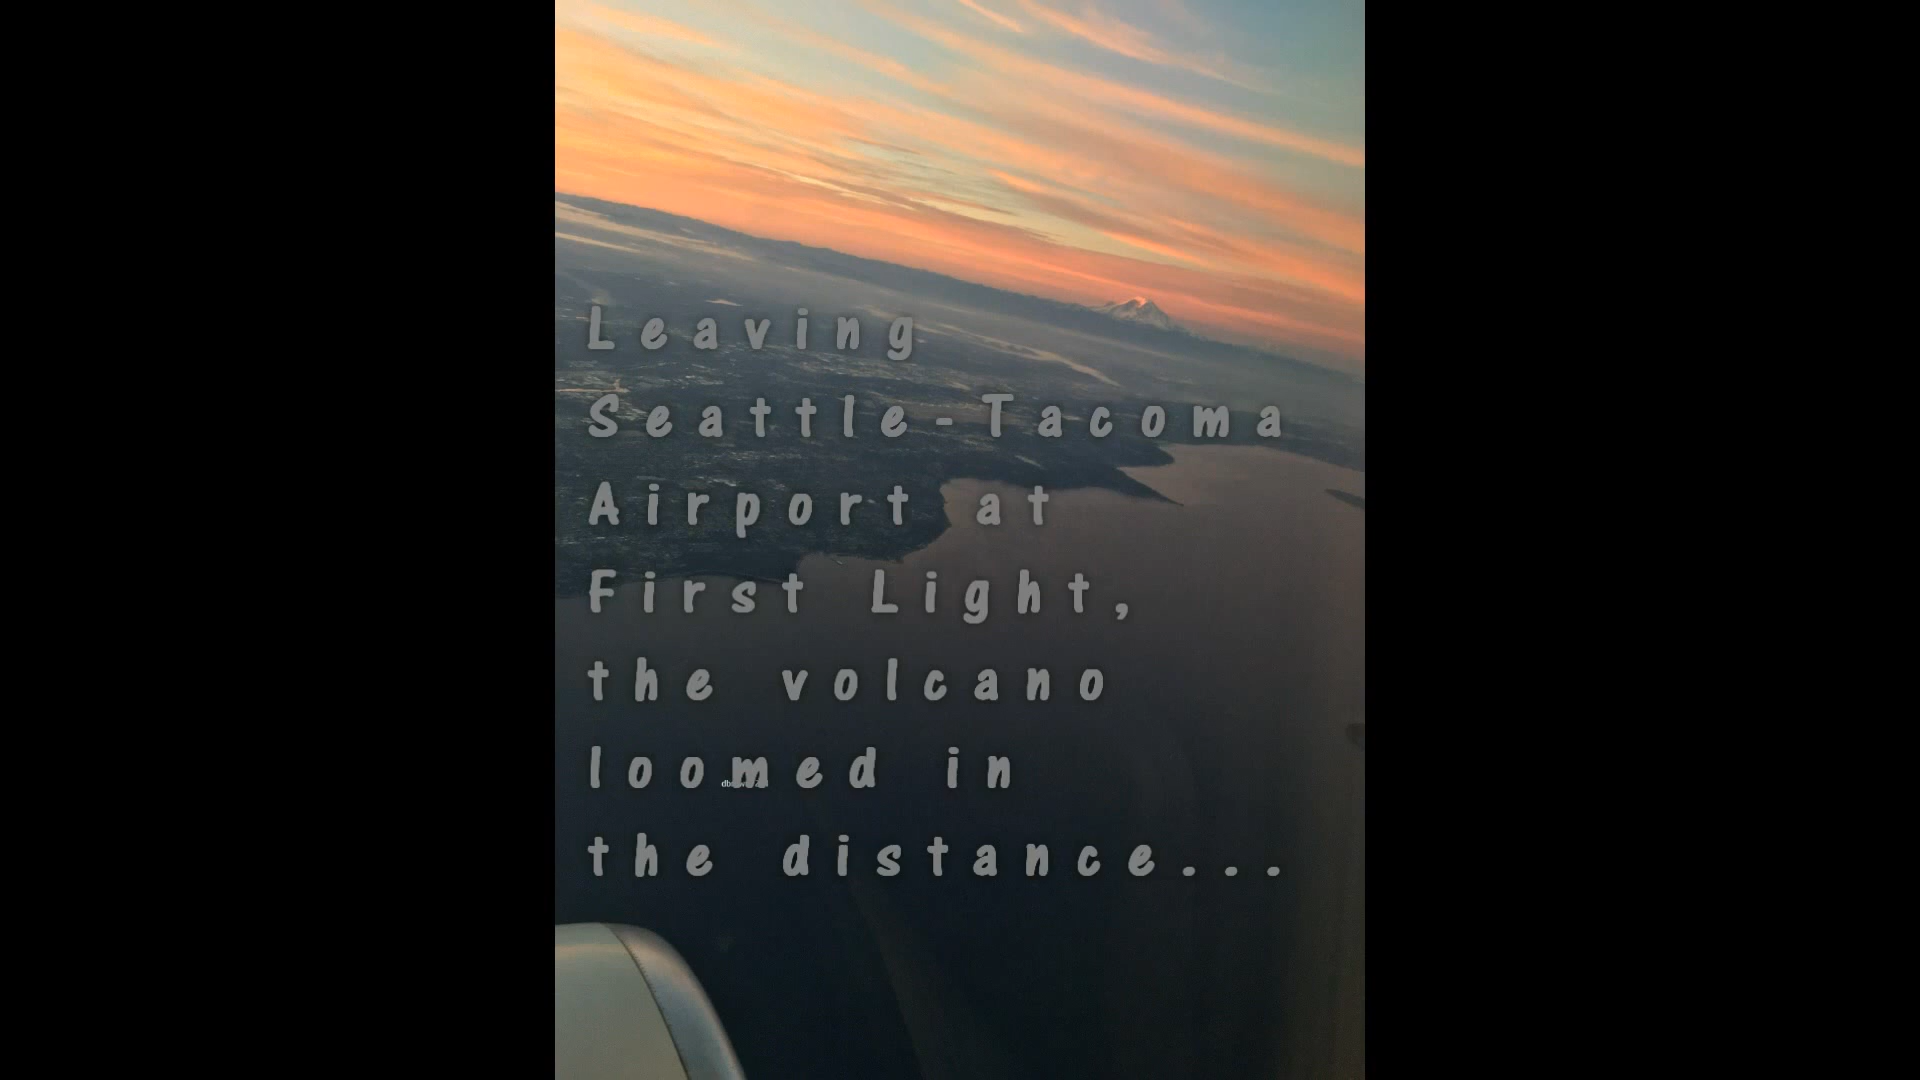 Leaving
Seattle-Tacoma
Airport at
First Light,
the volcano
loomed in
the distance...